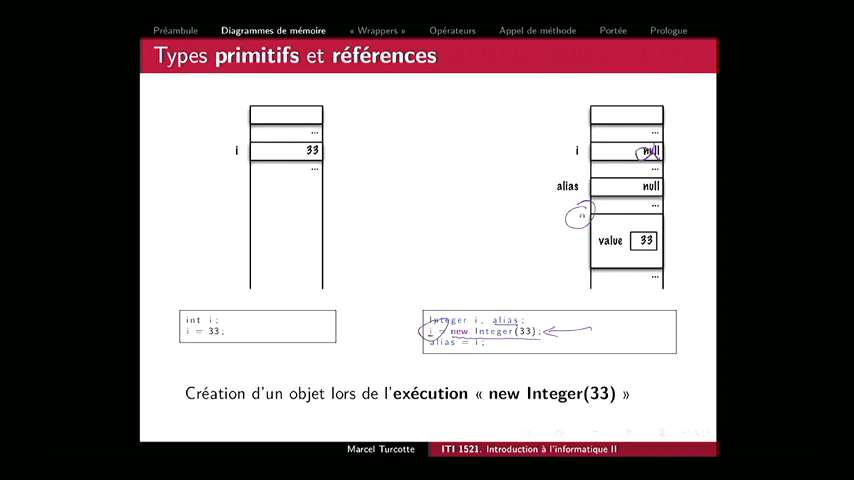 Préambule Diagrammes de mémoire « Wrappers » Opérateurs Appel de méthode Portée Prologue
Types primitifs et références
...
i 33
...
...
i null
...
alias null
...
α
value 33
...
int i;
i = 33;
Integer i, alias;
i = new Integer(33);
alias = i;
Création d'un objet lors de l'exécution « new Integer(33) »
Marcel Turcotte ITI 1521. Introduction à l'informatique II